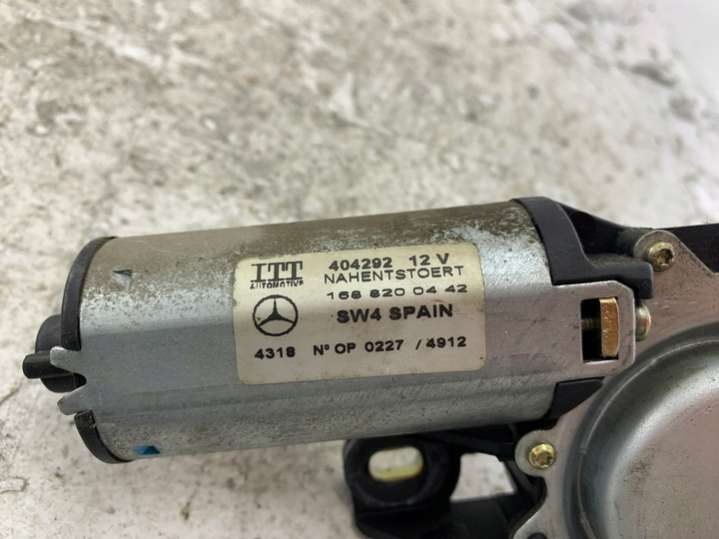 ITT 404292 12 V
AUTOMOTIVE NAHENTSTOERT
168 820 04 42
SW4 SPAIN
4318 Nº OP 0227 / 4912